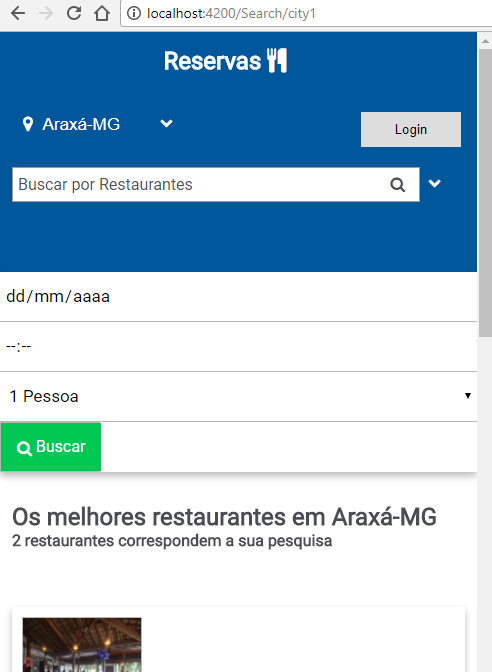 localhost:4200/Search/city1
Reservas
Araxá-MG
Login
Buscar por Restaurantes
dd/mm/aaaa
--:--
1 Pessoa
Buscar
Os melhores restaurantes em Araxá-MG
2 restaurantes correspondem a sua pesquisa